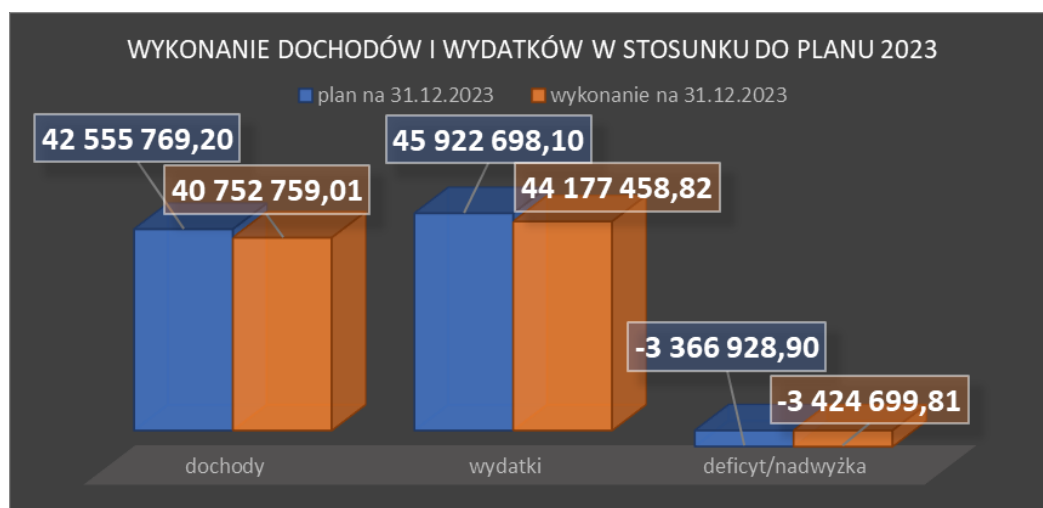 WYKONANIE DOCHODÓW I WYDATKÓW W STOSUNKU DO PLANU 2023
plan na 31.12.2023 wykonanie na 31.12.2023
42 555 769,20
40 752 759,01
45 922 698,10
44 177 458,82
-3 366 928,90
-3 424 699,81
dochody wydatki deficyt/nadwyżka